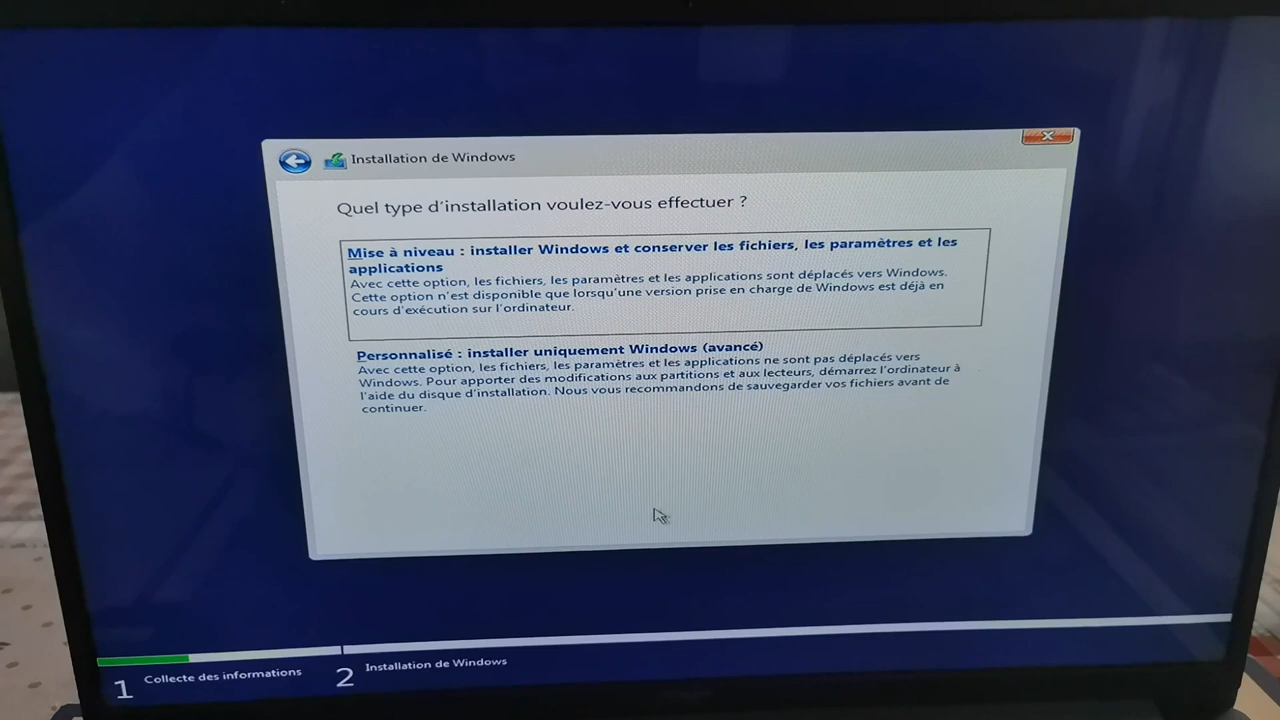 Installation de Windows
Quel type d'installation voulez-vous effectuer ?
Mise à niveau : installer Windows et conserver les fichiers, les paramètres et les
applications
Avec cette option, les fichiers, les paramètres et les applications sont déplacés vers Windows.
Cette option n'est disponible que lorsqu'une version prise en charge de Windows est déjà en
cours d'exécution sur l'ordinateur.
Personnalisé : installer uniquement Windows (avancé)
Avec cette option, les fichiers, les paramètres et les applications ne sont pas déplacés vers
Windows. Pour apporter des modifications aux partitions et aux lecteurs, démarrez l'ordinateur à
l'aide du disque d'installation. Nous vous recommandons de sauvegarder vos fichiers avant de
continuer.
1 Collecte des informations
2 Installation de Windows